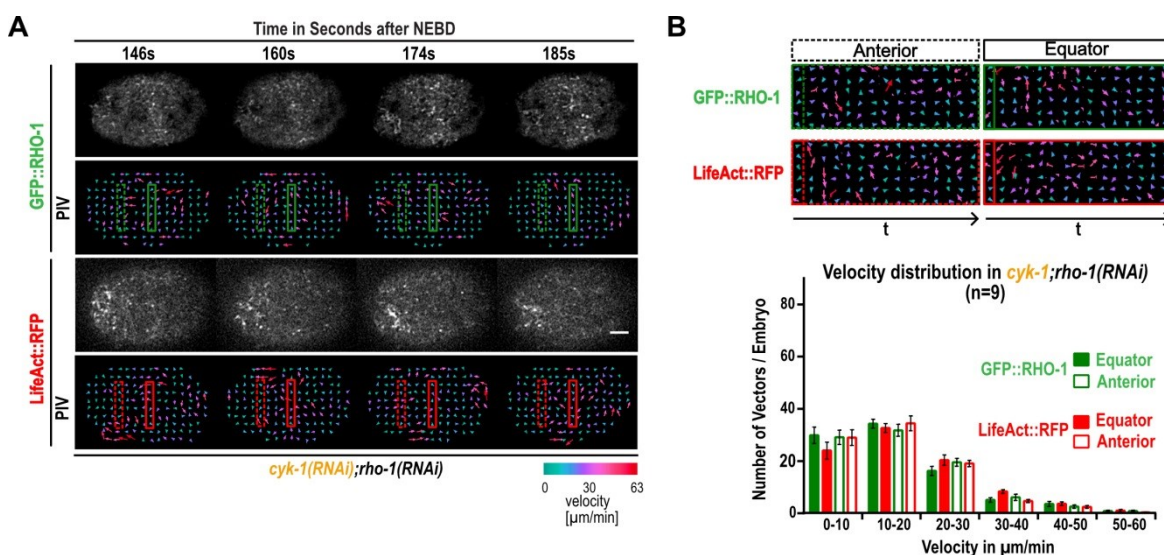 A
Time in Seconds after NEBD
146s 160s 174s 185s
GFP::RHO-1
PIV
LifeAct::RFP
PIV
cyk-1(RNAi);rho-1(RNAi)
0 30 63
velocity
[µm/min]
B
Anterior Equator
GFP::RHO-1
LifeAct::RFP
t t
Velocity distribution in cyk-1;rho-1(RNAi)
(n=9)
Number of Vectors / Embryo
80
60
40
20
0
GFP::RHO-1 Equator
Anterior
LifeAct::RFP Equator
Anterior
0-10 10-20 20-30 30-40 40-50 50-60
Velocity in µm/min